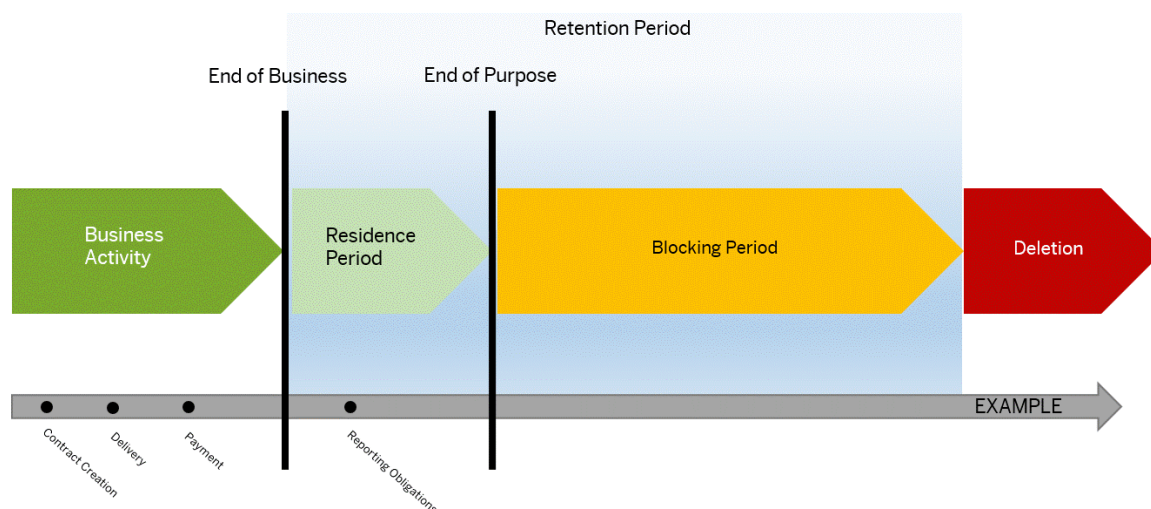 Retention Period
End of Business
End of Purpose
Business
Activity
Residence
Period
Blocking Period
Deletion
EXAMPLE
Contract Creation
Delivery
Payment
Reporting Obligations